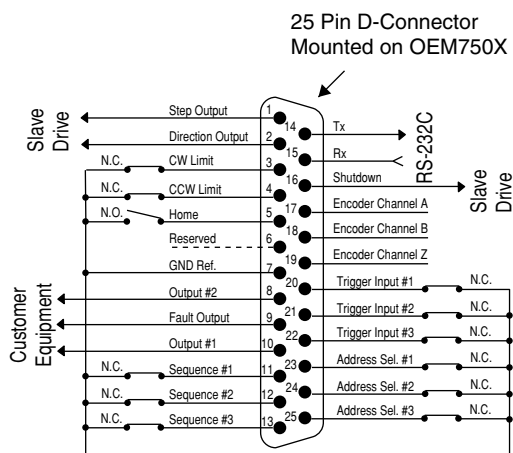 25 Pin D-Connector
Mounted on OEM750X
Slave
Drive
Step Output 1
Direction Output 2
N.C. CW Limit 3
N.C. CCW Limit 4
N.O. Home 5
Reserved 6
GND Ref. 7
Customer
Equipment
Output #2 8
Fault Output 9
Output #1 10
N.C. Sequence #1 11
N.C. Sequence #2 12
N.C. Sequence #3 13
14 Tx
15 Rx
RS-232C
16 Shutdown
Slave
Drive
17 Encoder Channel A
18 Encoder Channel B
19 Encoder Channel Z
20 Trigger Input #1 N.C.
21 Trigger Input #2 N.C.
22 Trigger Input #3 N.C.
23 Address Sel. #1 N.C.
24 Address Sel. #2 N.C.
25 Address Sel. #3 N.C.